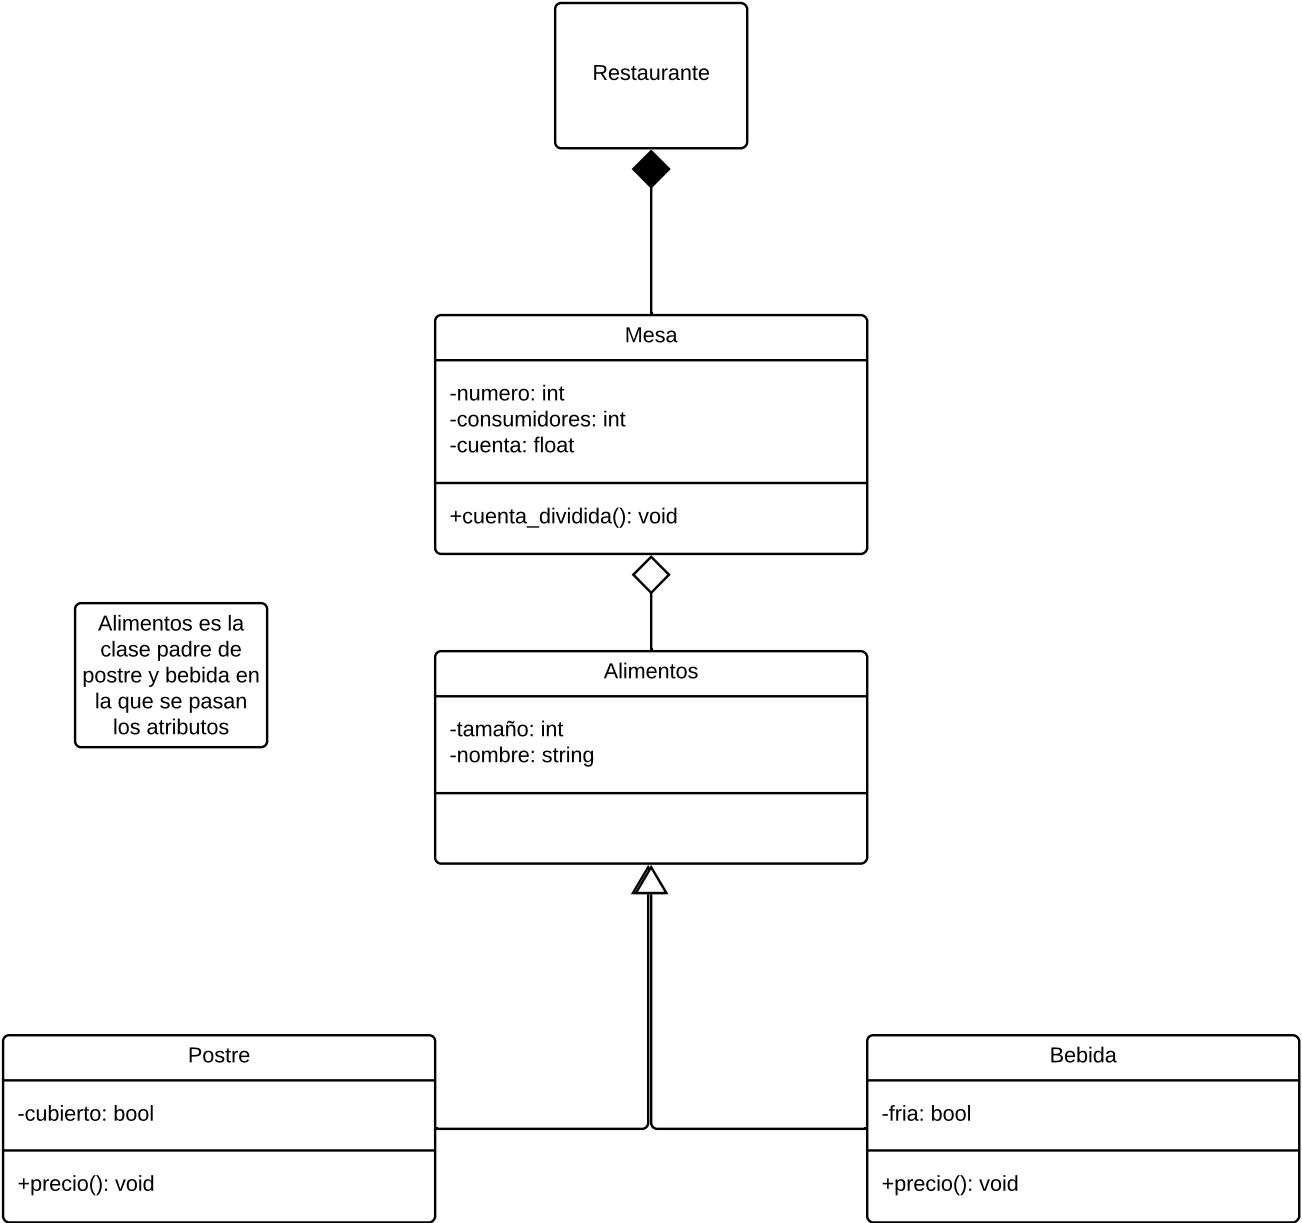 Restaurante
Mesa
-numero: int
-consumidores: int
-cuenta: float
+cuenta_dividida(): void
Alimentos es la
clase padre de
postre y bebida en
la que se pasan
los atributos
Alimentos
-tamaño: int
-nombre: string
Postre
-cubierto: bool
+precio(): void
Bebida
-fria: bool
+precio(): void